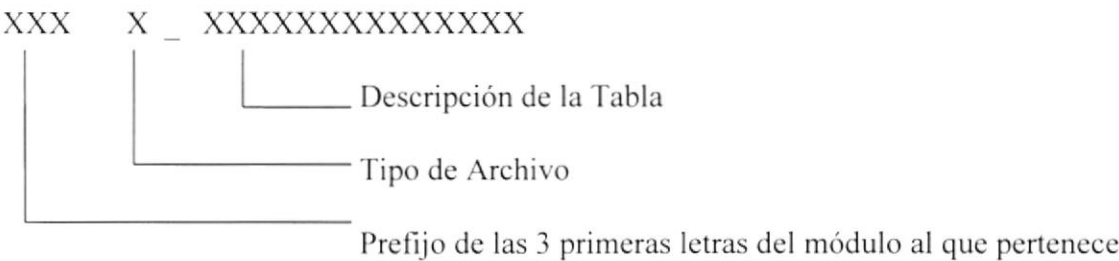 XXX X _ XXXXXXXXXXXXXX
Descripción de la Tabla
Tipo de Archivo
Prefijo de las 3 primeras letras del módulo al que pertenece